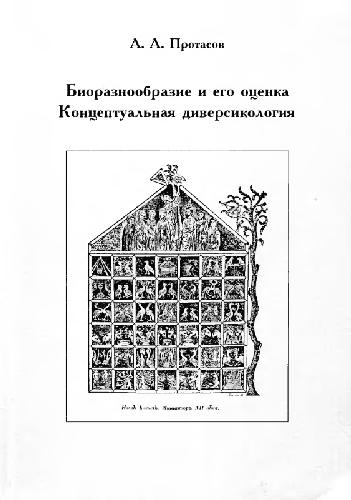 А. А. Протасов
Биоразнообразие и его оценка
Концептуальная диверсикология